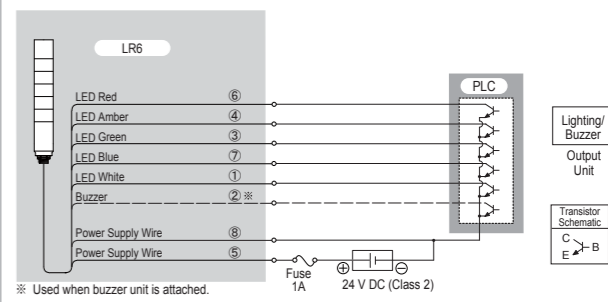 LR6
PLC
LED Red ⑥
LED Amber ④
LED Green ③
LED Blue ⑦
LED White ①
Buzzer ②※
Power Supply Wire ⑧
Power Supply Wire ⑤
Fuse
1A
⊕ ⊖
24 V DC (Class 2)
※ Used when buzzer unit is attached.
Lighting/
Buzzer
Output
Unit
Transistor
Schematic
C
B
E